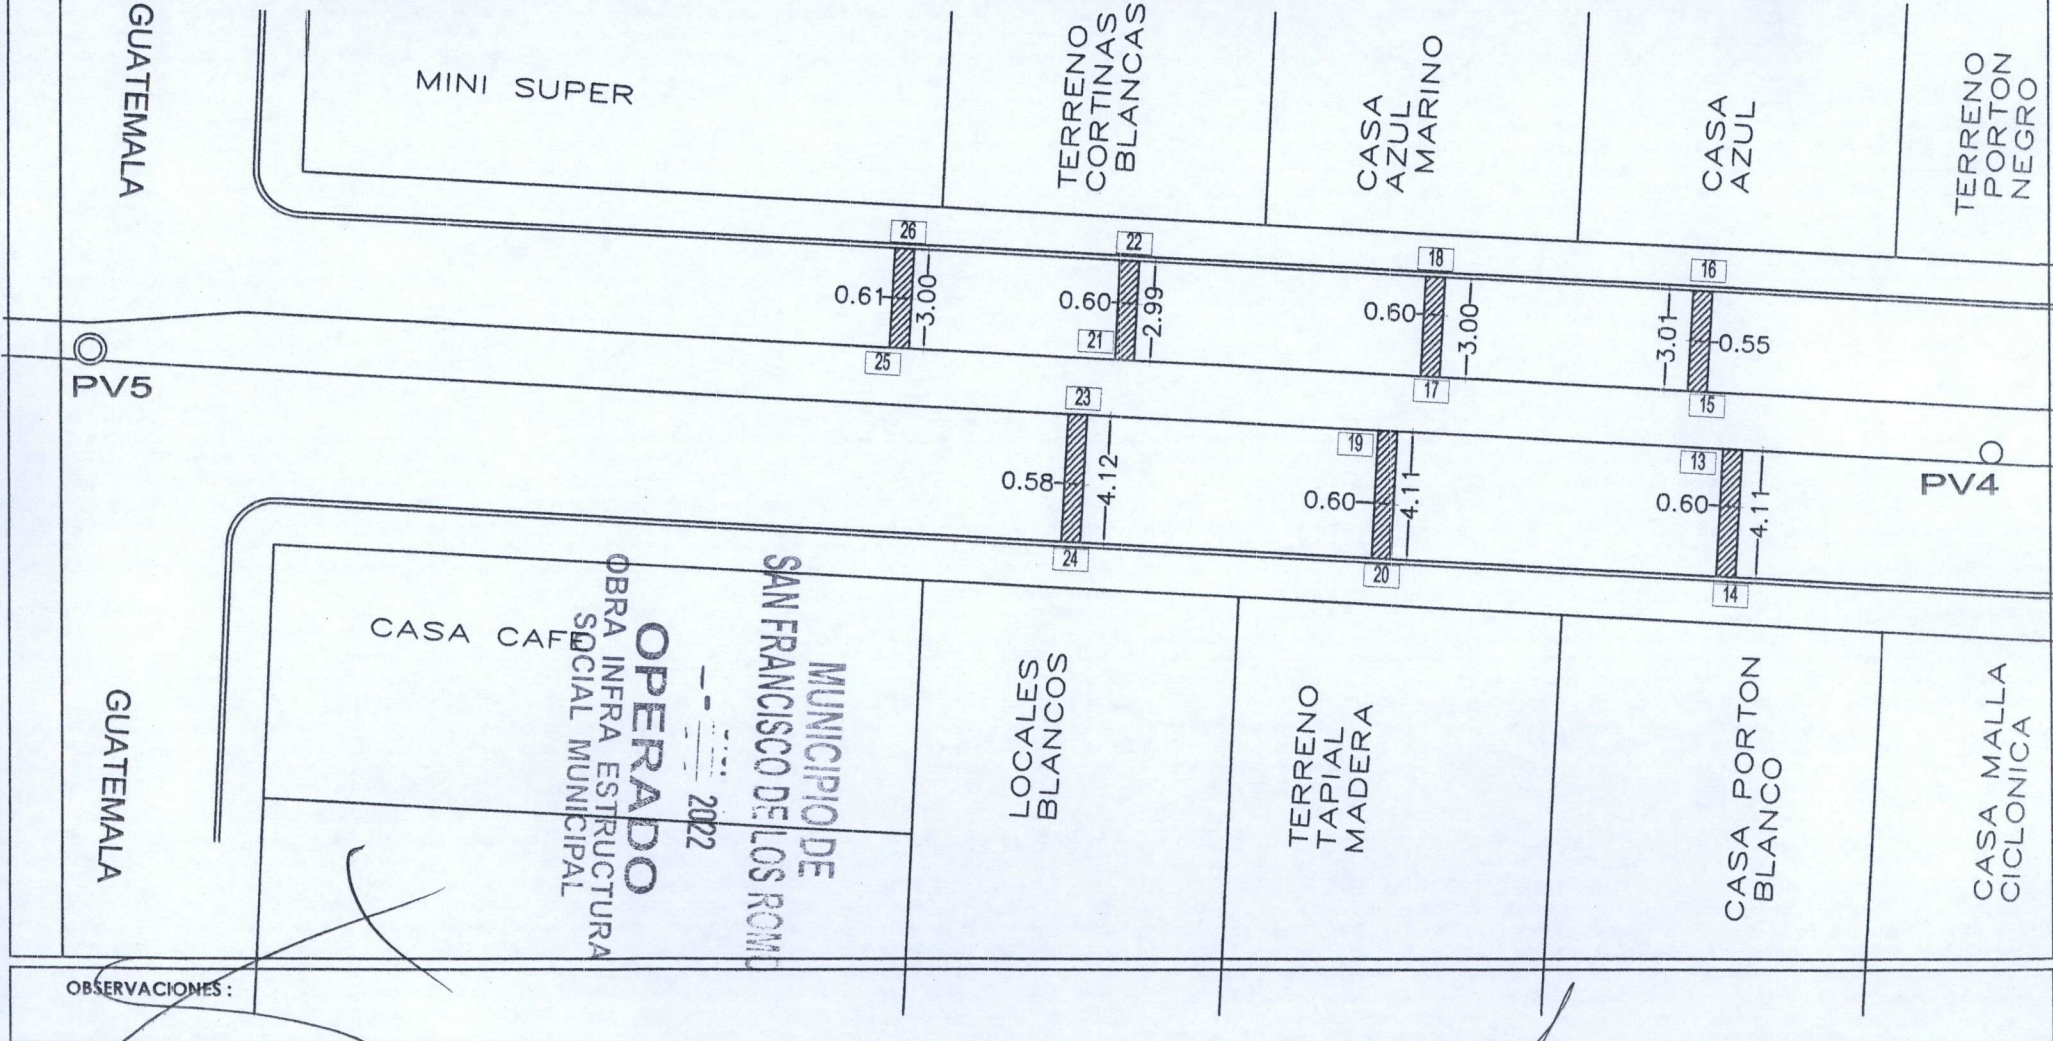 GUATEMALA
MINI SUPER
TERRENO
CORTINAS
BLANCAS
CASA
AZUL
MARINO
CASA
AZUL
TERRENO
PORTON
NEGRO
26
22
18
16
0.61
3.00
0.60
2.99
0.60
3.00
3.01
0.55
25
21
17
15
PV5
23
19
13
PV4
0.58
4.12
0.60
4.11
0.60
4.11
24
20
14
CASA CAFE
GUATEMALA
MUNICIPIO DE
SAN FRANCISCO DE LOS ROMO
2022
OPERADO
OBRA INFRA ESTRUCTURA
SOCIAL MUNICIPAL
LOCALES
BLANCOS
TERRENO
TAPIAL
MADERA
CASA PORTON
BLANCO
CASA MALLA
CICLONICA
OBSERVACIONES :